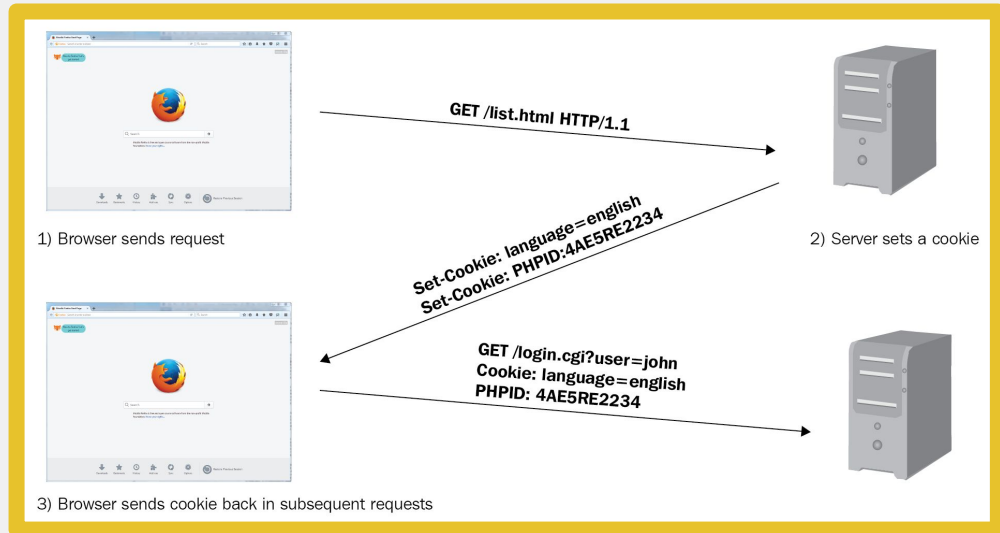 GET /list.html HTTP/1.1
1) Browser sends request
2) Server sets a cookie
Set-Cookie: language=english
Set-Cookie: PHPID:4AE5RE2234
GET /login.cgi?user=john
Cookie: language=english
PHPID: 4AE5RE2234
3) Browser sends cookie back in subsequent requests